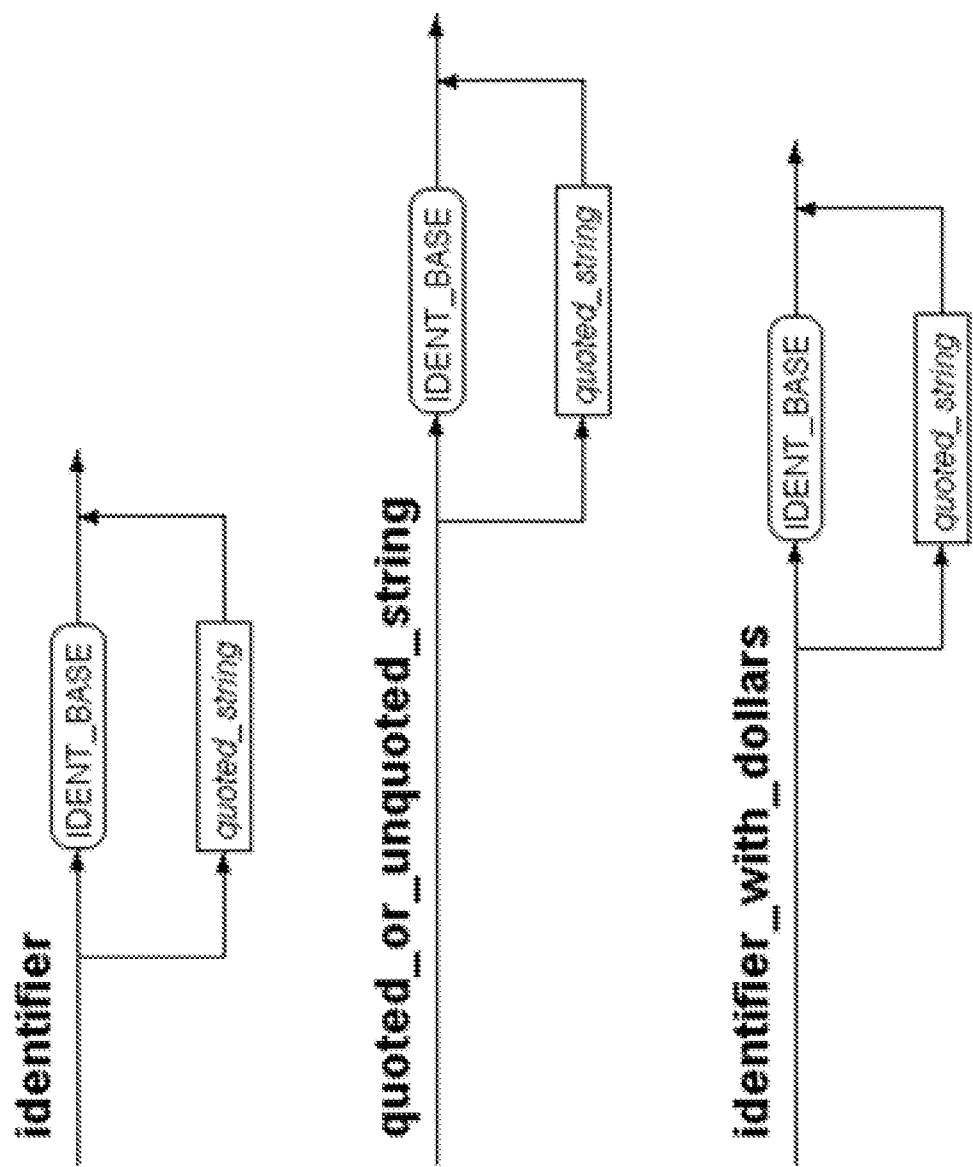 identifier
IDENT_BASE
quoted_string
quoted_or_unquoted_string
IDENT_BASE
quoted_string
identifier_with_dollars
IDENT_BASE
quoted_string